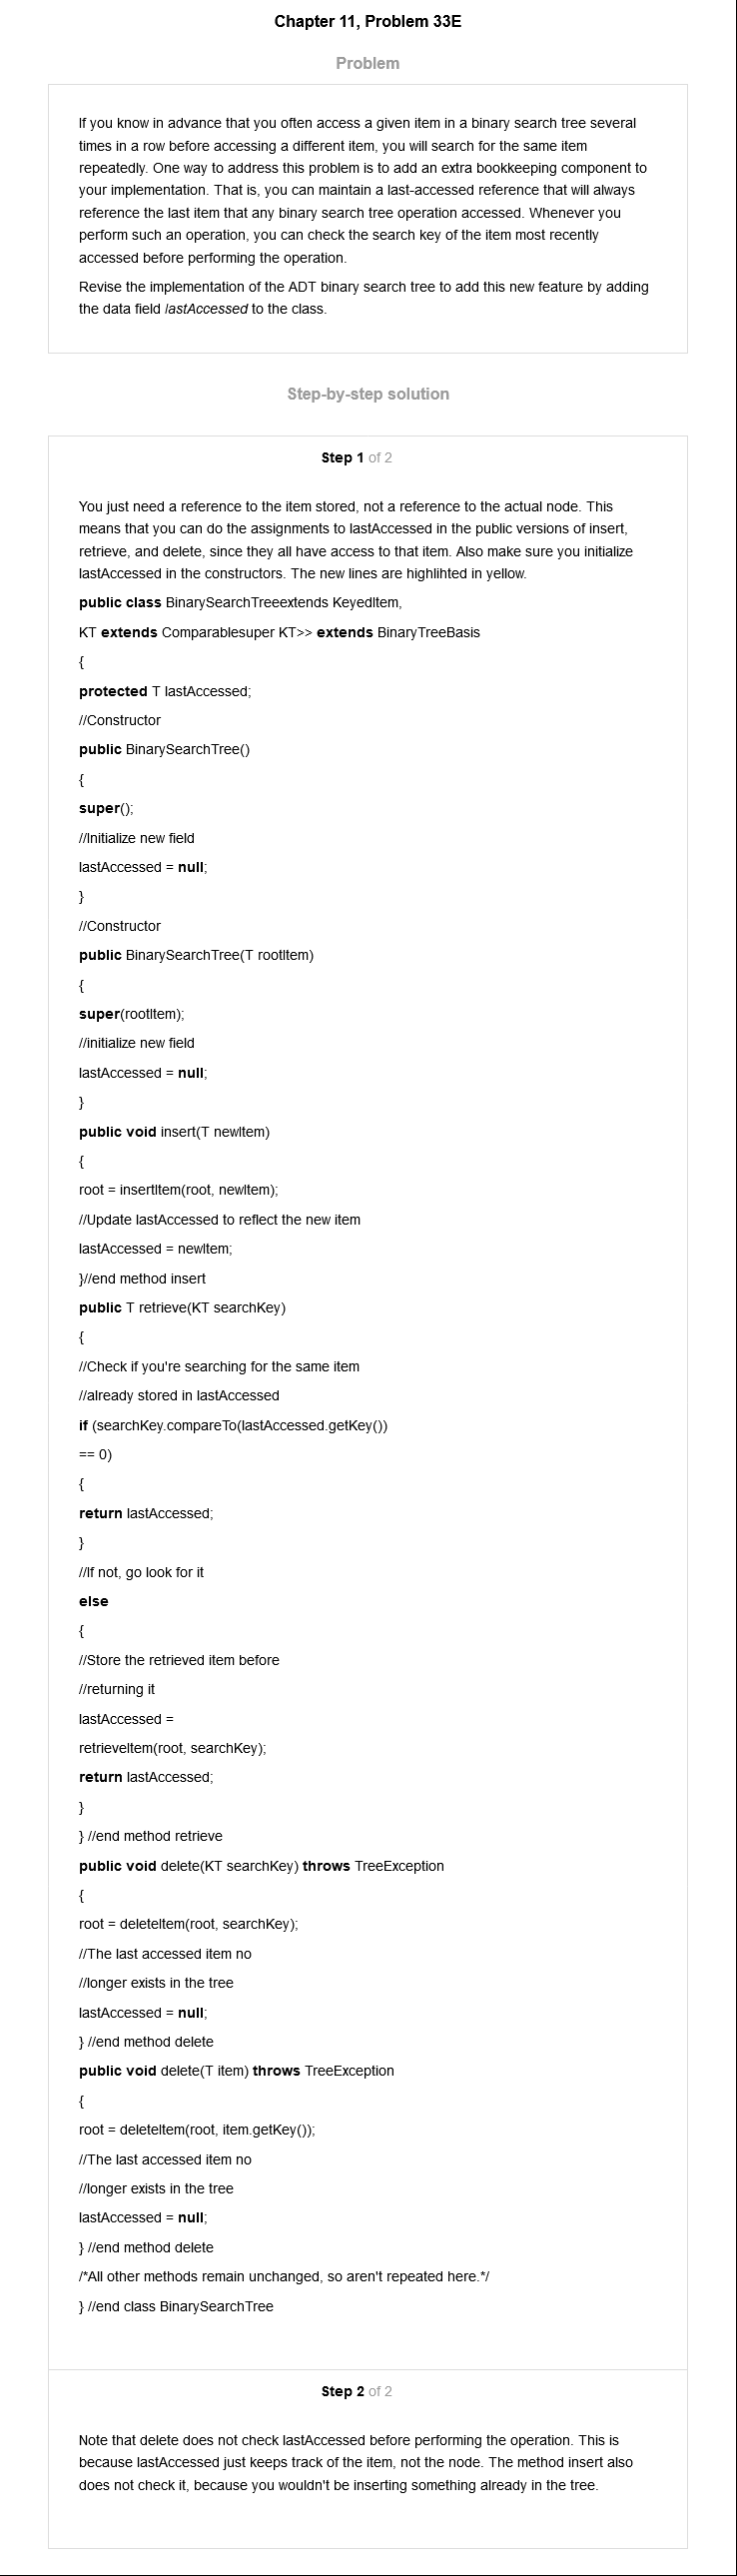 Chapter 11, Problem 33E
Problem
If you know in advance that you often access a given item in a binary search tree several
times in a row before accessing a different item, you will search for the same item
repeatedly. One way to address this problem is to add an extra bookkeeping component to
your implementation. That is, you can maintain a last-accessed reference that will always
reference the last item that any binary search tree operation accessed. Whenever you
perform such an operation, you can check the search key of the item most recently
accessed before performing the operation.
Revise the implementation of the ADT binary search tree to add this new feature by adding
the data field lastAccessed to the class.
Step-by-step solution
Step 1 of 2
You just need a reference to the item stored, not a reference to the actual node. This
means that you can do the assignments to lastAccessed in the public versions of insert,
retrieve, and delete, since they all have access to that item. Also make sure you initialize
lastAccessed in the constructors. The new lines are highlihted in yellow.
public class BinarySearchTreeextends KeyedItem,
KT extends Comparablesuper KT>> extends BinaryTreeBasis
{
protected T lastAccessed;
//Constructor
public BinarySearchTree()
{
super();
//Initialize new field
lastAccessed = null;
}
//Constructor
public BinarySearchTree(T rootItem)
{
super(rootItem);
//initialize new field
lastAccessed = null;
}
public void insert(T newItem)
{
root = insertItem(root, newItem);
//Update lastAccessed to reflect the new item
lastAccessed = newItem;
}//end method insert
public T retrieve(KT searchKey)
{
//Check if you're searching for the same item
//already stored in lastAccessed
if (searchKey.compareTo(lastAccessed.getKey())
== 0)
{
return lastAccessed;
}
//If not, go look for it
else
{
//Store the retrieved item before
//returning it
lastAccessed =
retrieveItem(root, searchKey);
return lastAccessed;
}
} //end method retrieve
public void delete(KT searchKey) throws TreeException
{
root = deleteItem(root, searchKey);
//The last accessed item no
//longer exists in the tree
lastAccessed = null;
} //end method delete
public void delete(T item) throws TreeException
{
root = deleteItem(root, item.getKey());
//The last accessed item no
//longer exists in the tree
lastAccessed = null;
} //end method delete
/*All other methods remain unchanged, so aren't repeated here.*/
} //end class BinarySearchTree
Step 2 of 2
Note that delete does not check lastAccessed before performing the operation. This is
because lastAccessed just keeps track of the item, not the node. The method insert also
does not check it, because you wouldn't be inserting something already in the tree.